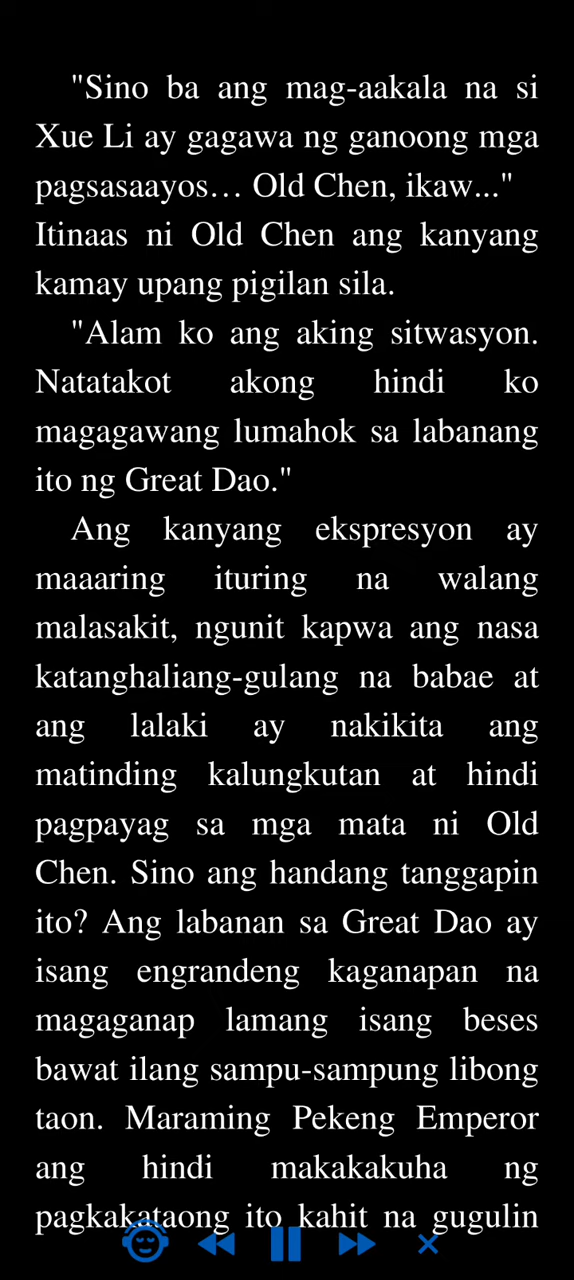 "Sino ba ang mag-aakala na si
Xue Li ay gagawa ng ganoong mga
pagsasaayos… Old Chen, ikaw..."
Itinaas ni Old Chen ang kanyang
kamay upang pigilan sila.
"Alam ko ang aking sitwasyon.
Natatakot akong hindi ko
magagawang lumahok sa labanang
ito ng Great Dao."
Ang kanyang ekspresyon ay
maaaring ituring na walang
malasakit, ngunit kapwa ang nasa
katanghaliang-gulang na babae at
ang lalaki ay nakikita ang
matinding kalungkutan at hindi
pagpayag sa mga mata ni Old
Chen. Sino ang handang tanggapin
ito? Ang labanan sa Great Dao ay
isang engrandeng kaganapan na
magaganap lamang isang beses
bawat ilang sampu-sampung libong
taon. Maraming Pekeng Emperor
ang hindi makakakuha ng
pagkakataong ito kahit na gugulin